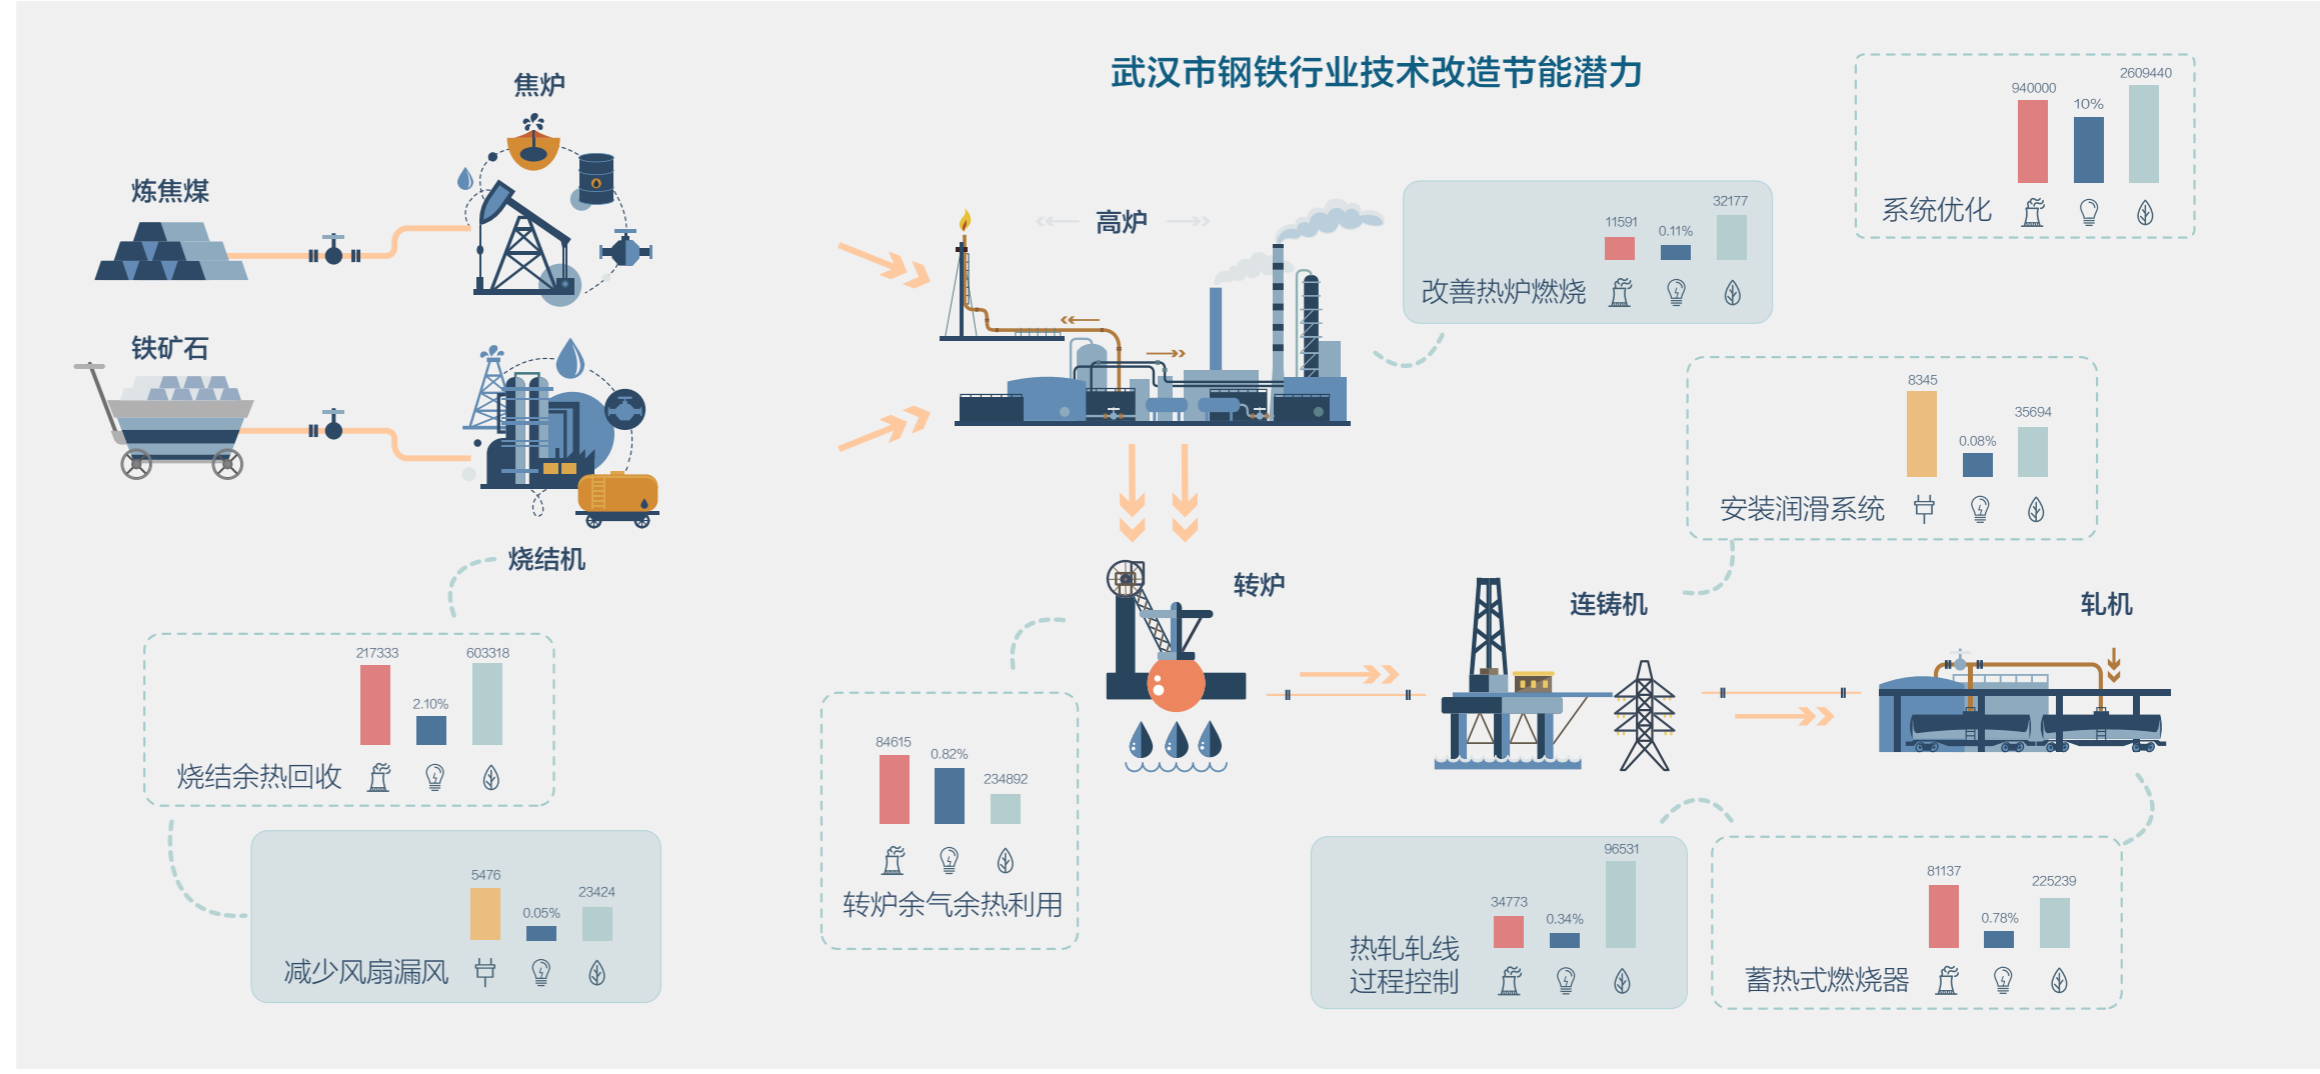 武汉市钢铁行业技术改造节能潜力
焦炉
炼焦煤
铁矿石
烧结机
217333
2.10%
603318
烧结余热回收
5476
0.05%
23424
减少风扇漏风
高炉
11591
0.11%
32177
改善热炉燃烧
940000
10%
2609440
系统优化
8345
0.08%
35694
安装润滑系统
转炉
84615
0.82%
234892
转炉余气余热利用
连铸机
轧机
34773
0.34%
96531
热轧轧线
过程控制
81137
0.78%
225239
蓄热式燃烧器